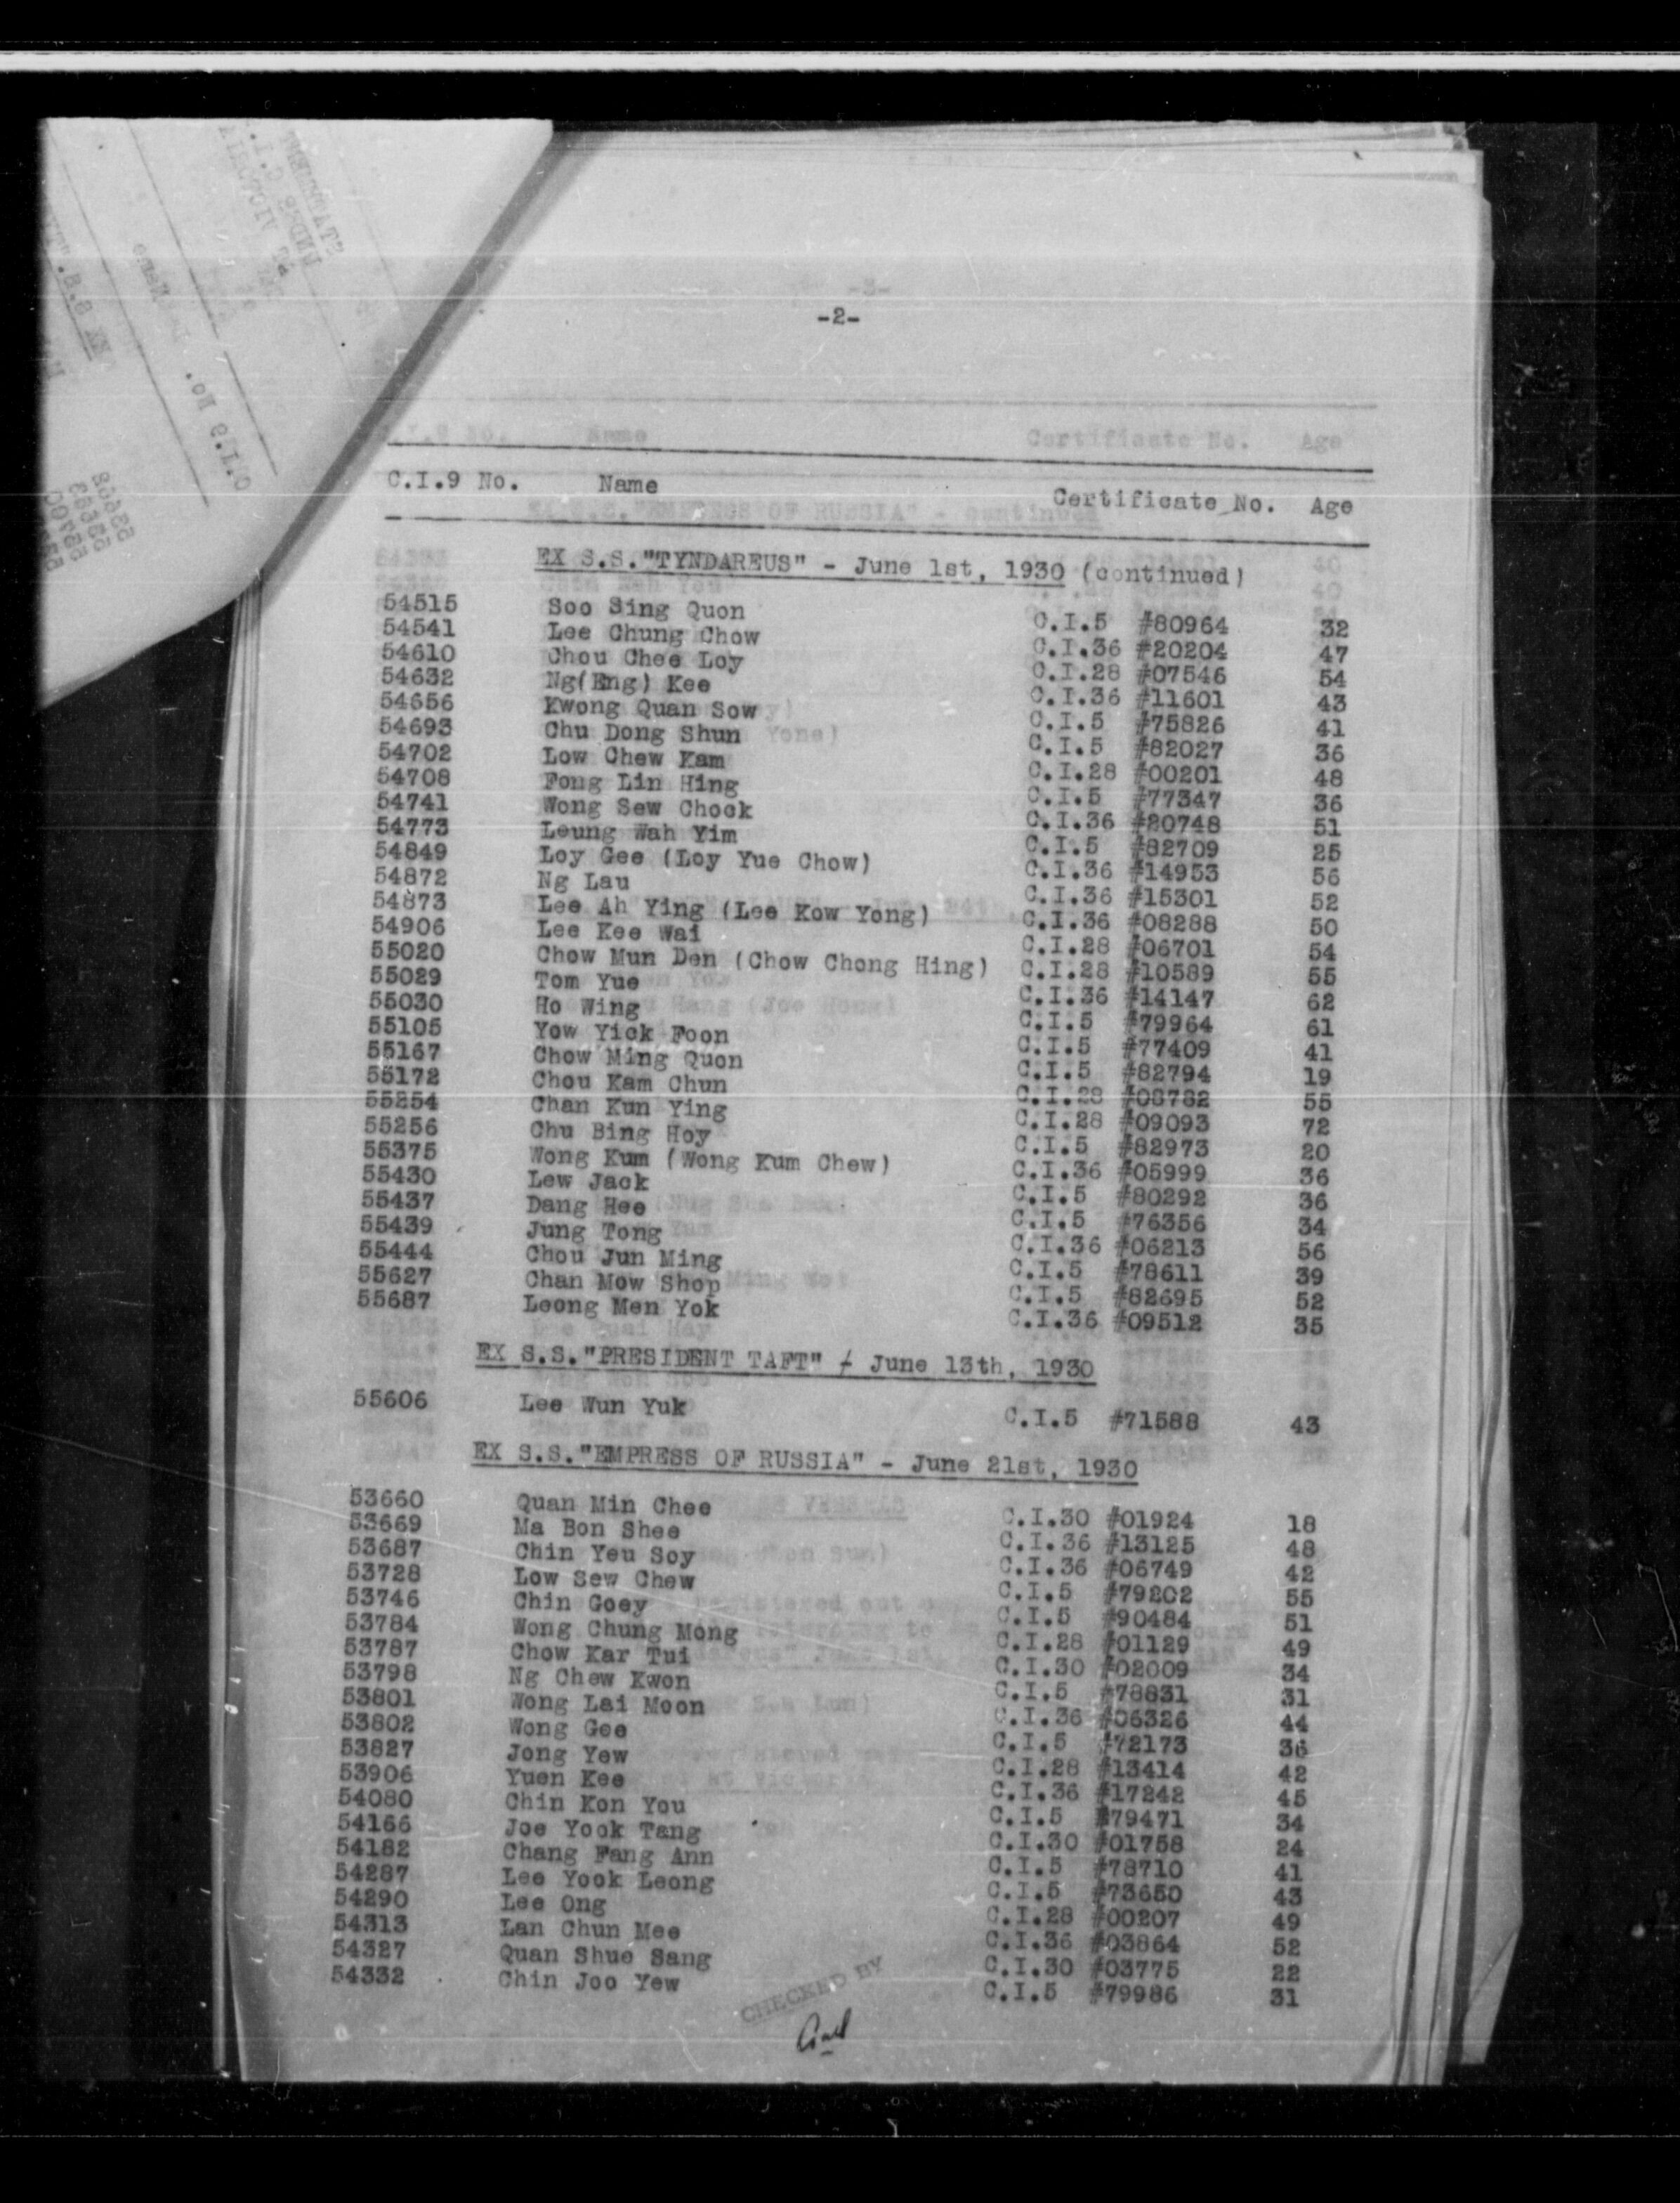 -2-
C.I.9 No. Name Certificate No. Age
EX S.S."TYNDAREUS" - June 1st, 1930 (continued)
54515 Soo Sing Quon C.I.5 #80964 32
54541 Lee Chung Chow C.I.36 #20204 47
54610 Chou Chee Loy C.I.28 #07546 54
54632 Ng(Eng) Kee C.I.36 #11601 43
54656 Kwong Quan Sow C.I.5 #75826 41
54693 Chu Dong Shun C.I.5 #82027 36
54702 Low Chew Kam C.I.28 #00201 48
54708 Fong Lin Hing C.I.5 #77347 36
54741 Wong Sew Chock C.I.36 #20748 51
54773 Leung Wah Yim C.I.5 #82709 25
54849 Loy Gee (Loy Yue Chow) C.I.36 #14953 56
54872 Ng Lau C.I.36 #15301 52
54873 Lee Ah Ying (Lee Kow Yong) C.I.36 #08288 50
54906 Lee Kee Wai C.I.28 #06701 54
55020 Chow Mun Den (Chow Chong Hing) C.I.28 #10589 55
55029 Tom Yue C.I.36 #14147 62
55030 Ho Wing C.I.5 #79964 61
55105 Yow Yick Foon C.I.5 #77409 41
55167 Chow Ming Quon C.I.5 #82794 19
55172 Chou Kam Chun C.I.28 #08782 55
55254 Chan Kun Ying C.I.28 #09093 72
55256 Chu Bing Hoy C.I.5 #82973 20
55375 Wong Kum (Wong Kum Chew) C.I.36 #05999 36
55430 Lew Jack C.I.5 #80292 36
55437 Dang Hee C.I.5 #76356 34
55439 Jung Tong C.I.36 #06213 56
55444 Chou Jun Ming C.I.5 #78611 39
55627 Chan Mow Shop C.I.5 #82695 52
55687 Leong Men Yok C.I.36 #09512 35
EX S.S."PRESIDENT TAFT" - June 13th, 1930
55606 Lee Wun Yuk C.I.5 #71588 43
EX S.S."EMPRESS OF RUSSIA" - June 21st, 1930
53660 Quan Min Chee C.I.30 #01924 18
53669 Ma Bon Shee C.I.36 #13125 48
53687 Chin Yeu Soy C.I.36 #06749 42
53728 Low Sew Chew C.I.5 #79202 55
53746 Chin Goey C.I.5 #90484 51
53784 Wong Chung Mong C.I.28 #01129 49
53787 Chow Kar Tui C.I.30 #02009 34
53798 Ng Chew Kwon C.I.5 #78831 31
53801 Wong Lai Moon C.I.36 #06326 44
53802 Wong Gee C.I.5 #72173 36
53827 Jong Yew C.I.28 #13414 42
53906 Yuen Kee C.I.36 #17242 45
54080 Chin Kon You C.I.5 #79471 34
54166 Joe Yook Tang C.I.30 #01758 24
54182 Chang Fang Ann C.I.5 #78710 41
54287 Lee Yook Leong C.I.5 #73650 43
54290 Lee Ong C.I.28 #00207 49
54313 Lan Chun Mee C.I.36 #03864 52
54327 Quan Shue Sang C.I.30 #03775 22
54332 Chin Joo Yew C.I.5 #79986 31
CHECKED BY